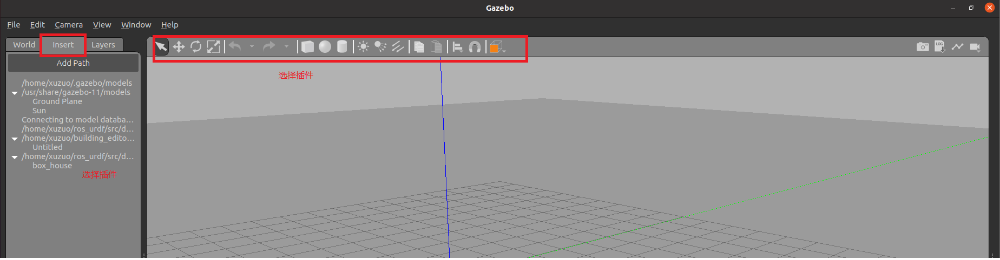 Gazebo
File Edit Camera View Window Help
World Insert Layers
LOG
Add Path
选择插件
/home/xuzuo/.gazebo/models
/usr/share/gazebo-11/models
Ground Plane
Sun
Connecting to model databa...
/home/xuzuo/ros_urdf/src/d...
/home/xuzuo/building_edito...
Untitled
/home/xuzuo/ros_urdf/src/d...
box_house
选择插件